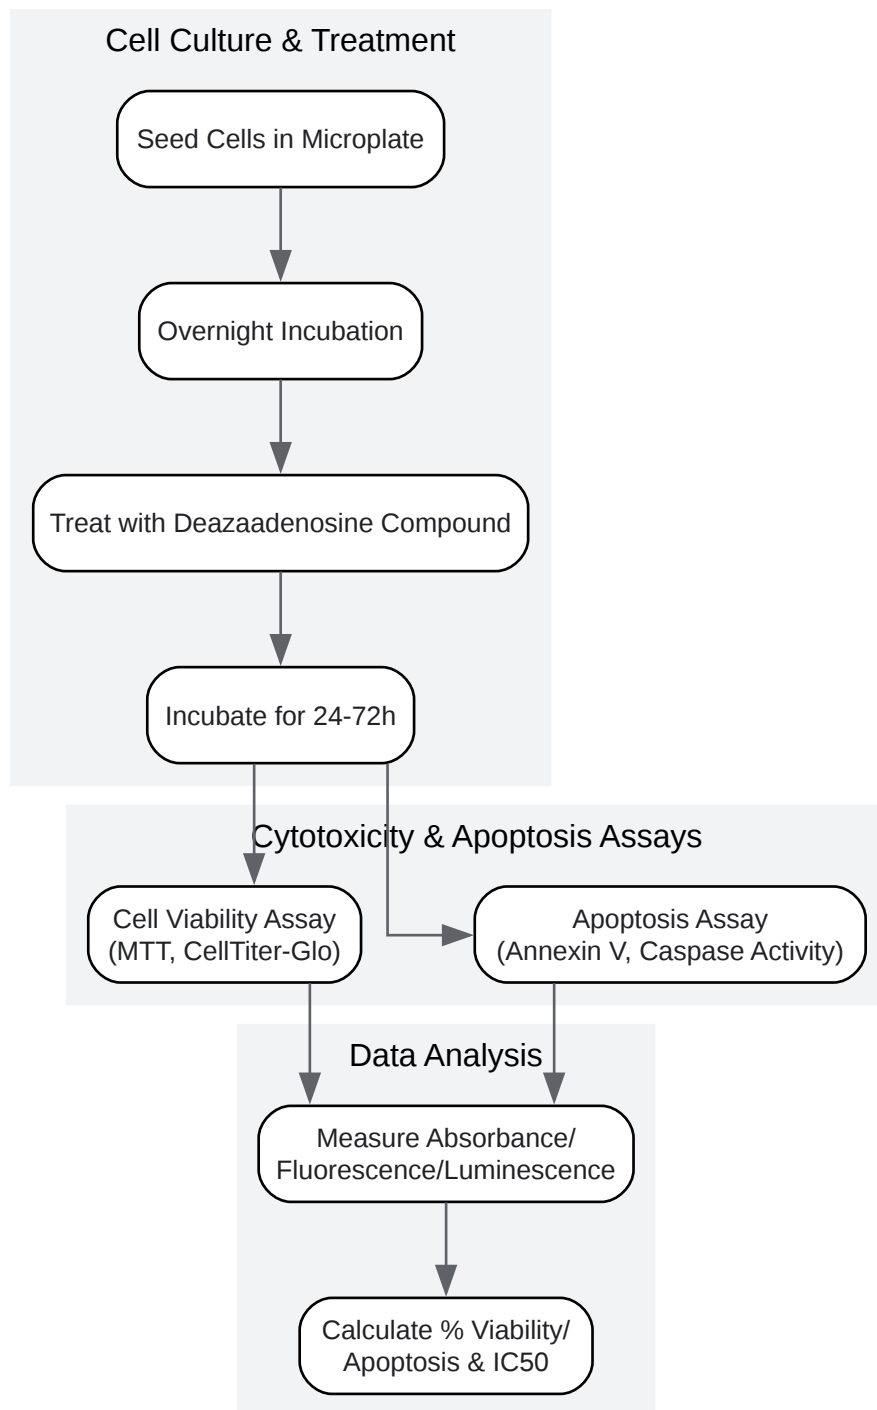 Cell Culture & Treatment
Seed Cells in Microplate
Overnight Incubation
Treat with Deazaadenosine Compound
Incubate for 24-72h
Cytotoxicity & Apoptosis Assays
Cell Viability Assay
(MTT, CellTiter-Glo)
Apoptosis Assay
(Annexin V, Caspase Activity)
Data Analysis
Measure Absorbance/
Fluorescence/Luminescence
Calculate % Viability/
Apoptosis & IC50